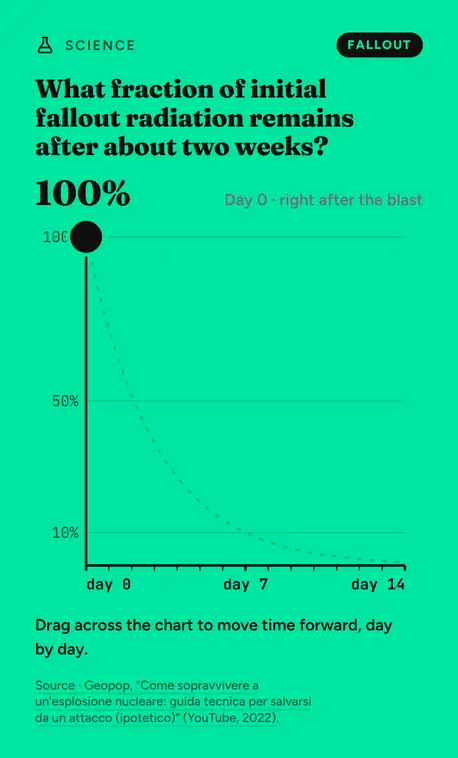 SCIENCE
FALLOUT
What fraction of initial
fallout radiation remains
after about two weeks?
100%
Day 0 · right after the blast
100
50%
10%
day 0 day 7 day 14
Drag across the chart to move time forward, day
by day.
Source · Geopop, "Come sopravvivere a
un'esplosione nucleare: guida tecnica per salvarsi
da un attacco (ipotetico)" (YouTube, 2022).